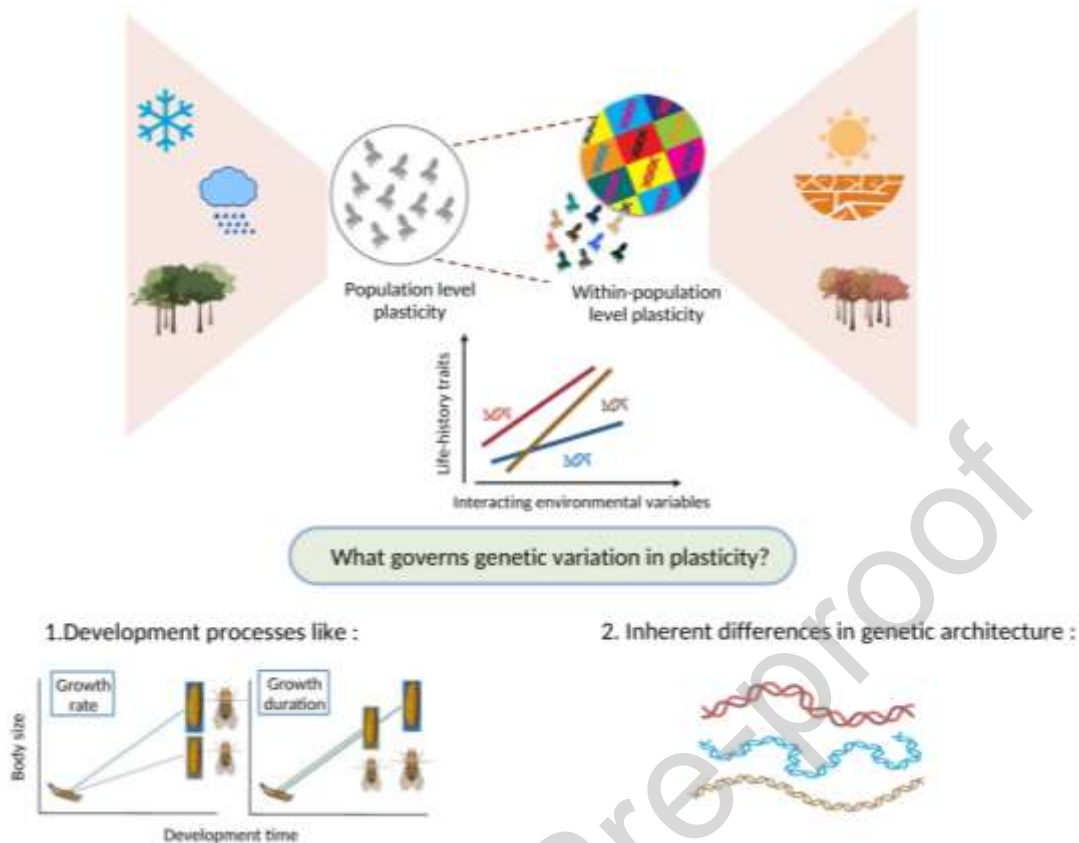 Population level
plasticity
Within-population
level plasticity
Life-history traits
Interacting environmental variables
What governs genetic variation in plasticity?
1.Development processes like :
2. Inherent differences in genetic architecture :
Growth
rate
Growth
duration
Body size
Development time
re-proof